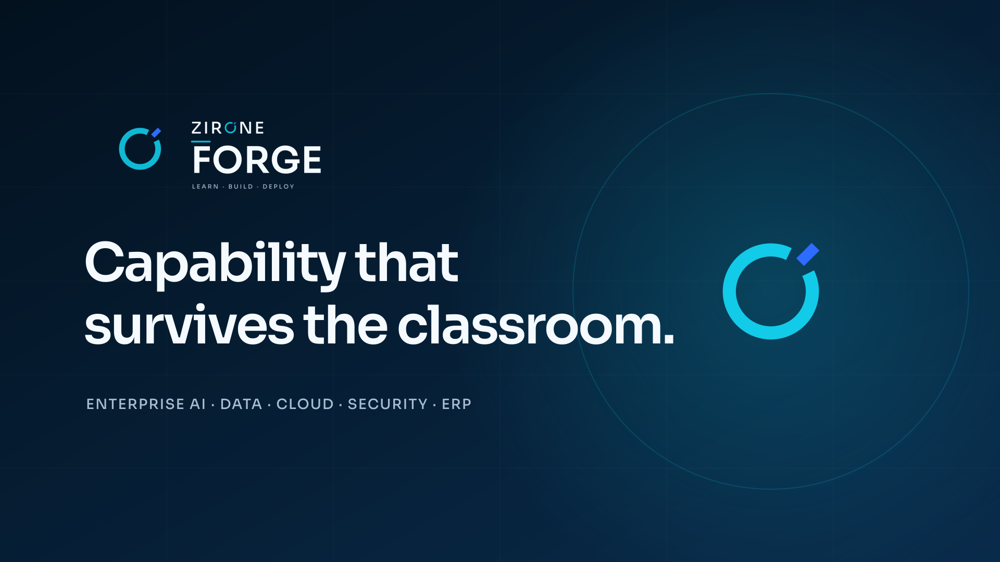 ZIRONE
FORGE
LEARN · BUILD · DEPLOY
Capability that
survives the classroom.
ENTERPRISE AI · DATA · CLOUD · SECURITY · ERP